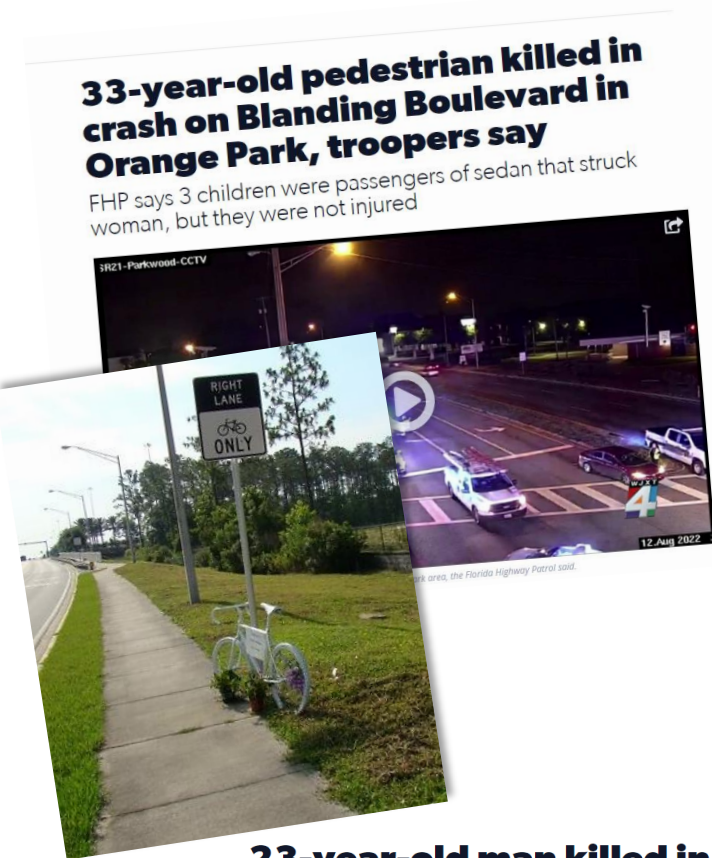 33-year-old pedestrian killed in
crash on Blanding Boulevard in
Orange Park, troopers say
FHP says 3 children were passengers of sedan that struck
woman, but they were not injured
SR21-Parkwood-CCTV
RIGHT
LANE
ONLY
WJXT
4
12.Aug 2022
area, the Florida Highway Patrol said.
33-year-old man killed in